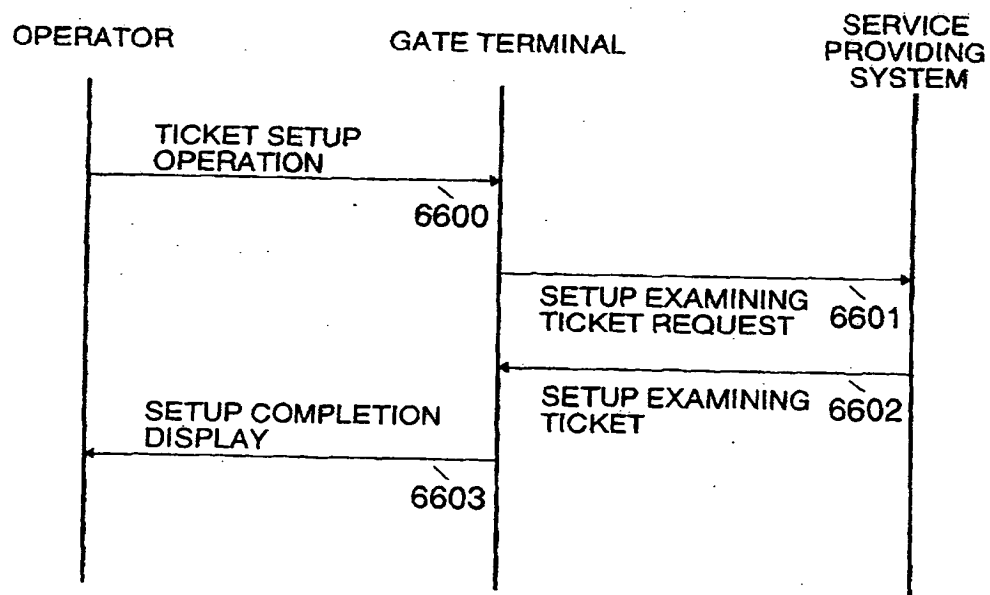 OPERATOR
GATE TERMINAL
SERVICE
PROVIDING
SYSTEM
TICKET SETUP
OPERATION
6600
SETUP EXAMINING
TICKET REQUEST
6601
SETUP EXAMINING
TICKET
6602
SETUP COMPLETION
DISPLAY
6603